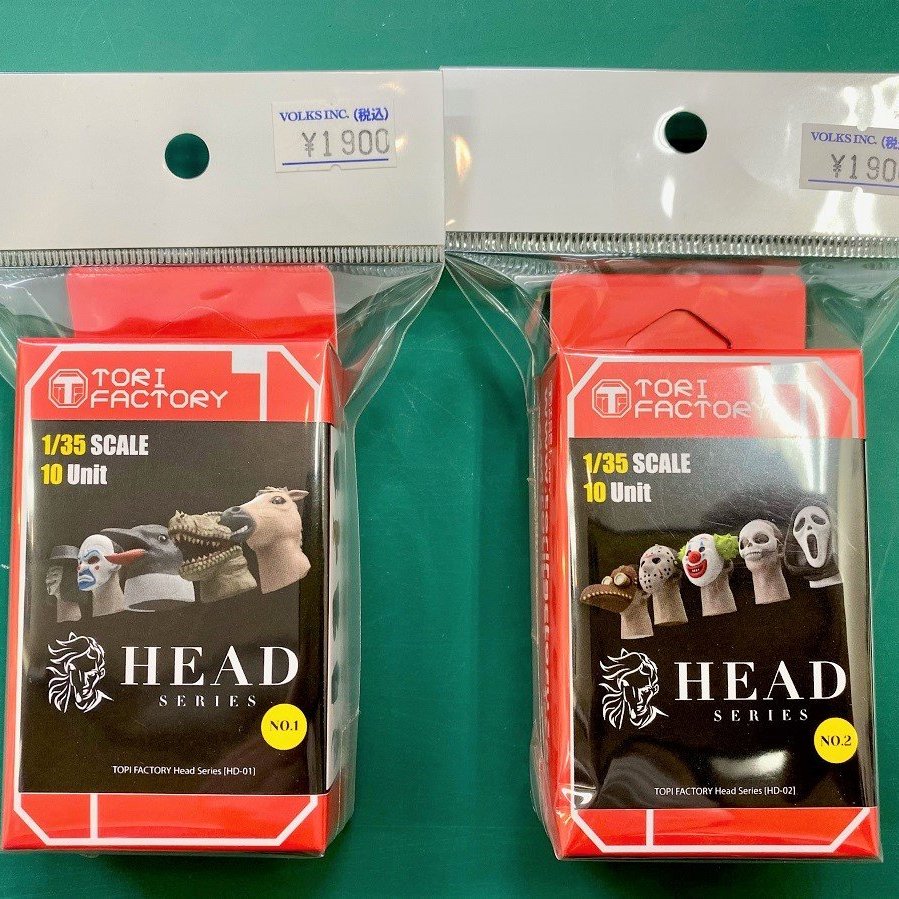 VOLKS INC. (税込)
¥1900
TORI
FACTORY
1/35 SCALE
10 Unit
HEAD
SERIES
NO.1
TOPI FACTORY Head Series [HD-01]
VOLKS INC. (税
¥190
TORI
FACTORY
1/35 SCALE
10 Unit
HEAD
SERIES
NO.2
TOPI FACTORY Head Series [HD-02]